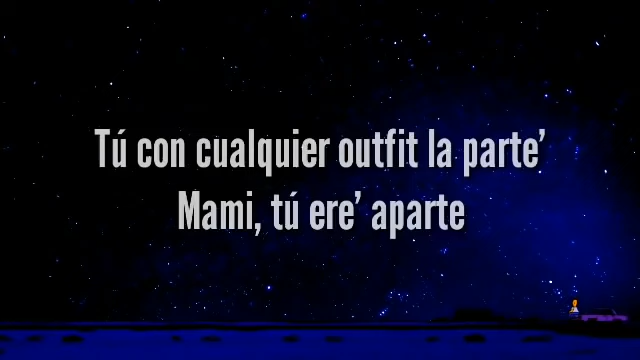 Tú con cualquier outfit la parte’
Mami, tú ere’ aparte